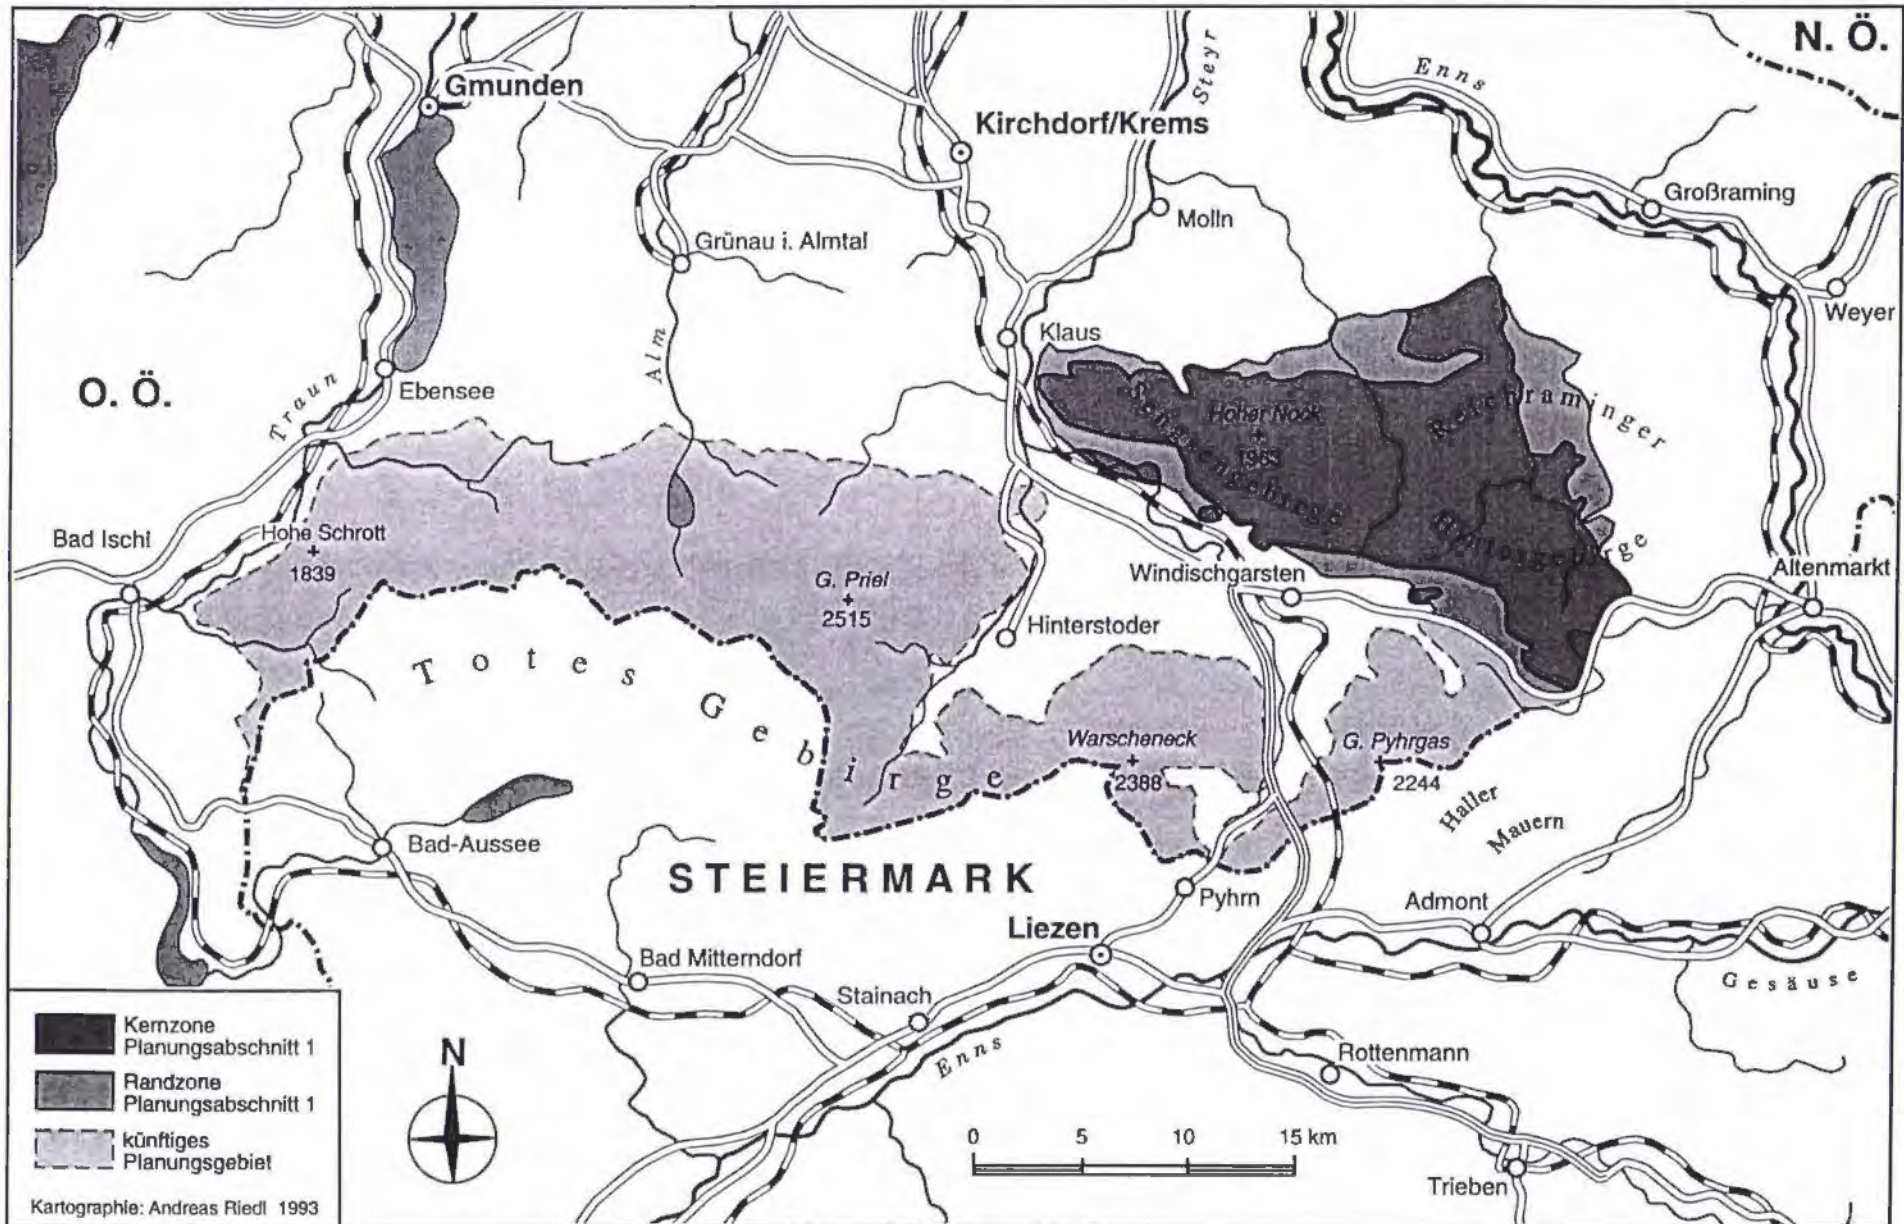 N. Ö.
Gmunden
Enns
Steyr
Kirchdorf/Krems
Großraming
Molln
Grünau i. Almtal
Weyer
Klaus
Alm
O. Ö.
Traun
Ebensee
Reichraminger
Hintergebirge
Sengsengebirge
Hoher Nock
1963
Bad Ischl
Hohe Schrott
1839
G. Priel
2515
Windischgarsten
Altenmarkt
Hinterstoder
Totes Gebirge
Warscheneck
2388
G. Pyhrgas
2244
Haller
Mauern
Bad-Aussee
STEIERMARK
Pyhrn
Admont
Liezen
Bad Mitterndorf
Stainach
Gesäuse
Enns
Rottenmann
Trieben
Kernzone
Planungsabschnitt 1
Randzone
Planungsabschnitt 1
künftiges
Planungsgebiet
Kartographie: Andreas Riedl 1993
N
0 5 10 15 km